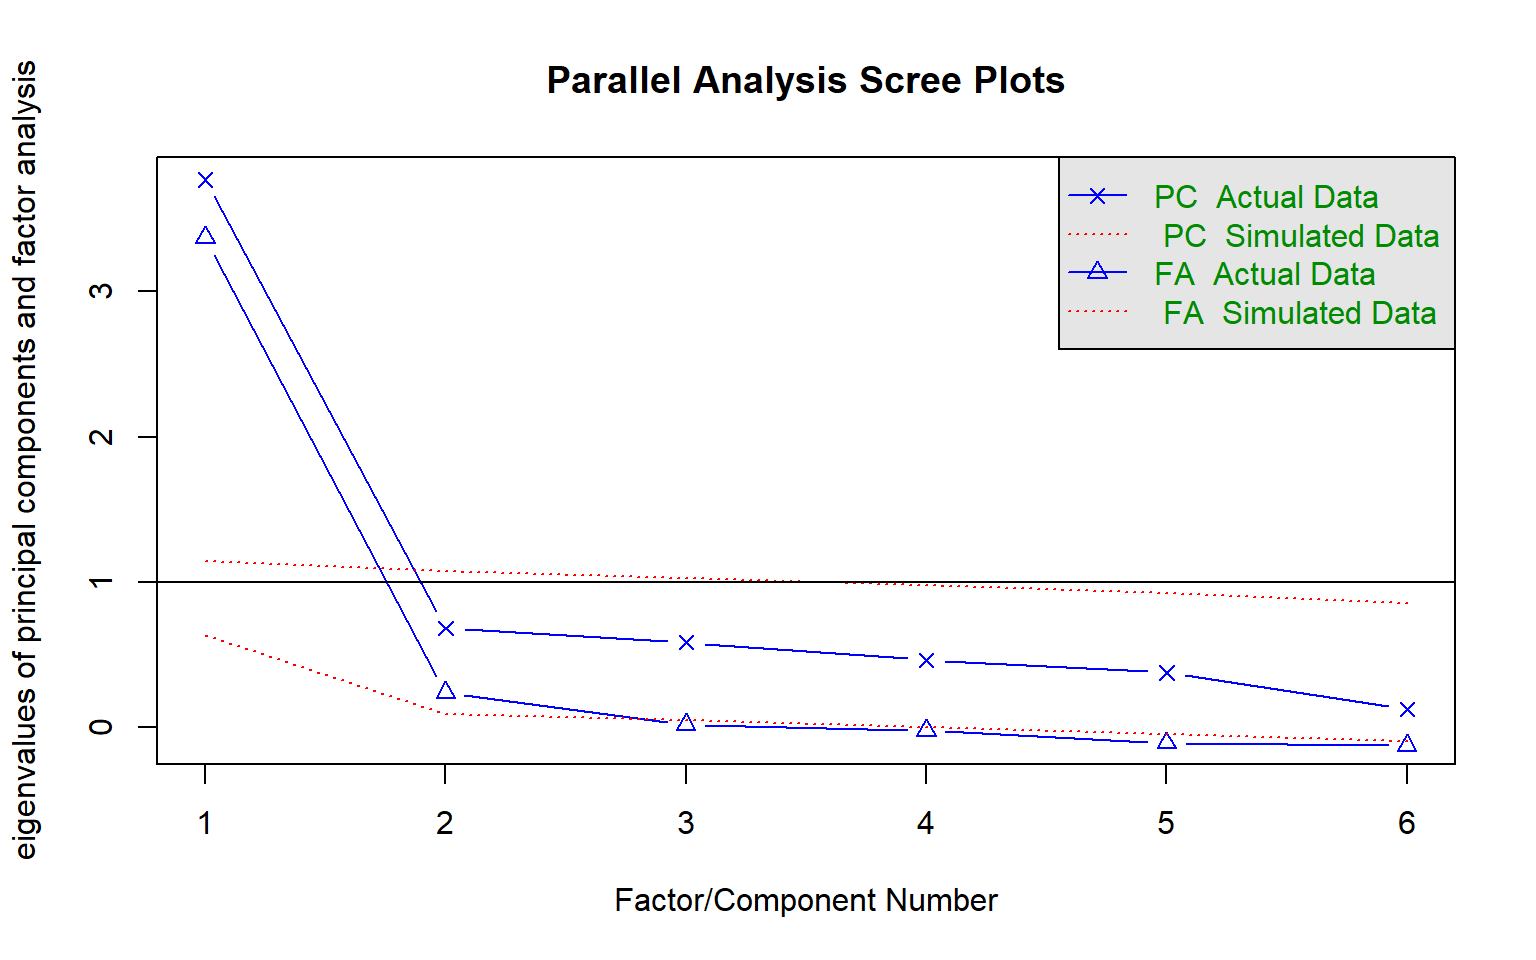 Parallel Analysis Scree Plots
eigenvalues of principal components and factor analysis
PC  Actual Data
PC  Simulated Data
FA  Actual Data
FA  Simulated Data
3
2
1
0
1 2 3 4 5 6
Factor/Component Number